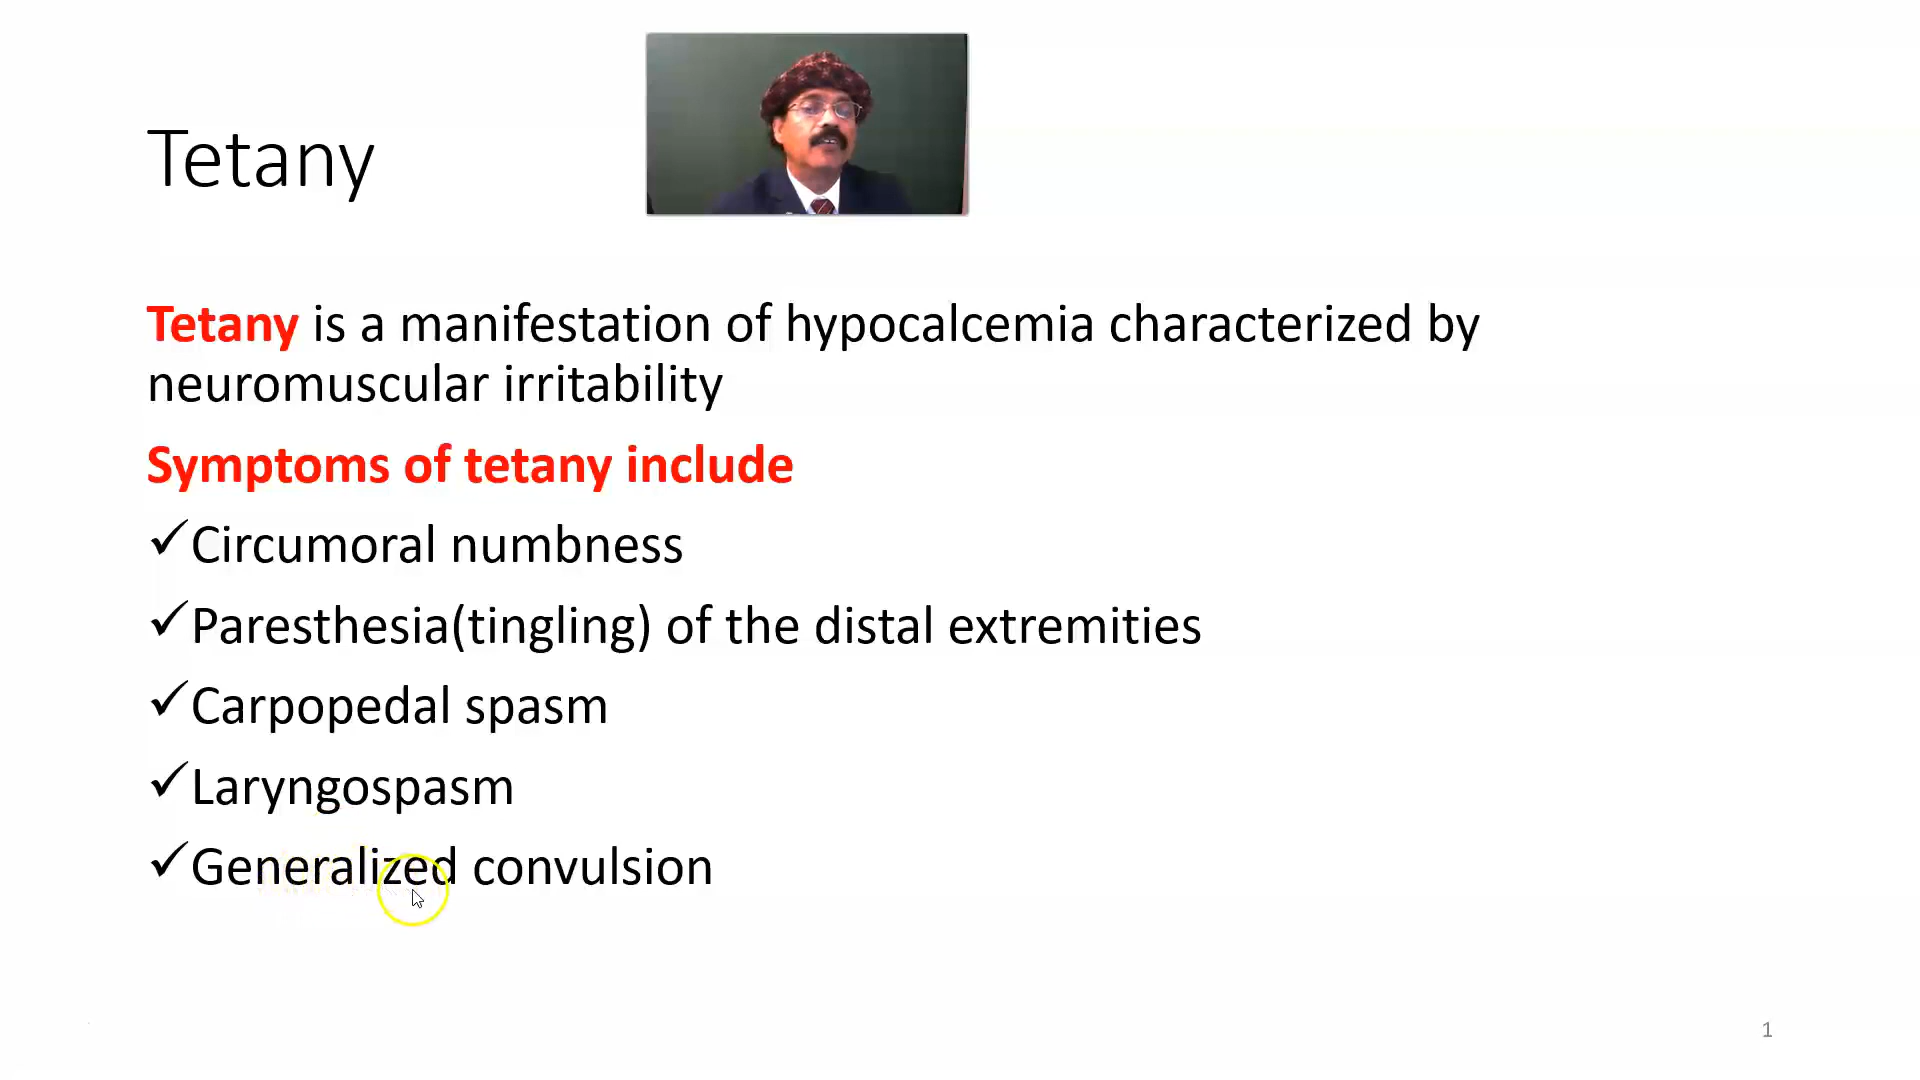 Tetany
Tetany is a manifestation of hypocalcemia characterized by
neuromuscular irritability
Symptoms of tetany include
✓Circumoral numbness
✓Paresthesia(tingling) of the distal extremities
✓Carpopedal spasm
✓Laryngospasm
✓Generalized convulsion
1